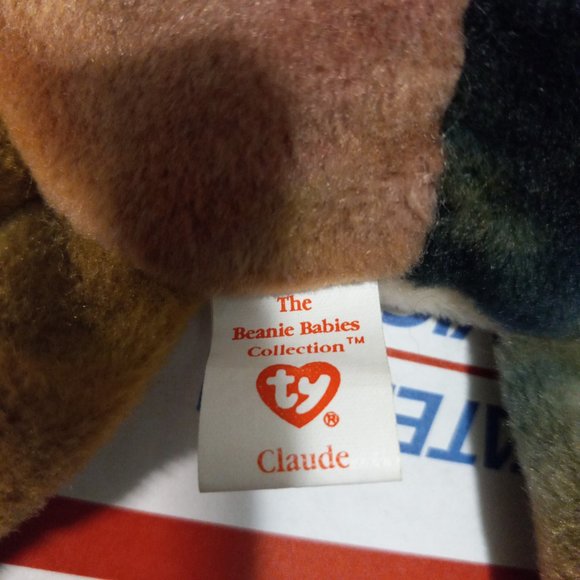 The
Beanie Babies
Collection™
ty®
Claude